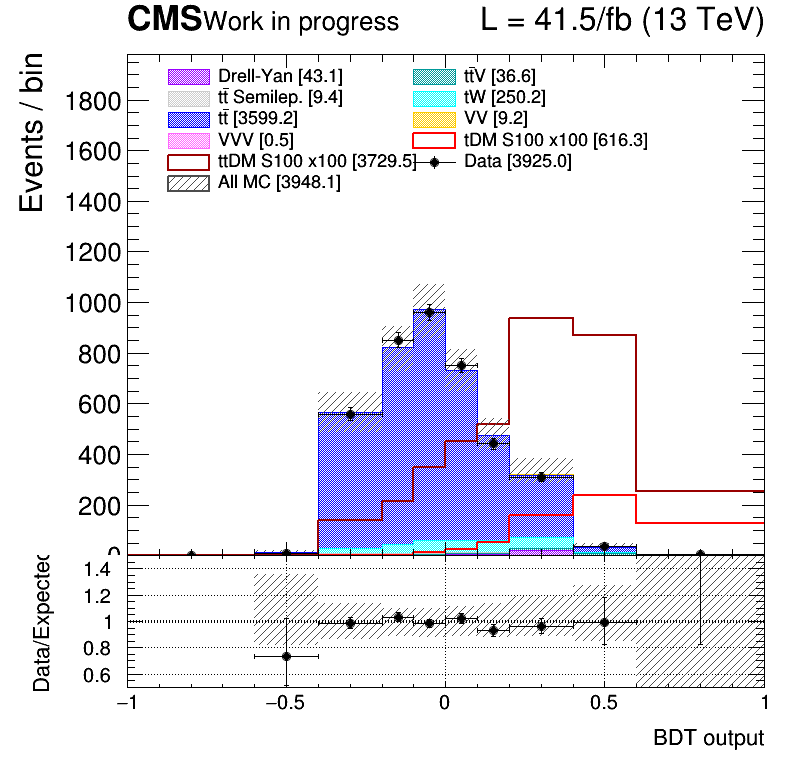 CMS Work in progress L = 41.5/fb (13 TeV)
Events / bin
Drell-Yan [43.1] tt̄V [36.6]
tt̄ Semilep. [9.4] tW [250.2]
tt̄ [3599.2] VV [9.2]
VVV [0.5] tDM S100 x100 [616.3]
ttDM S100 x100 [3729.5] Data [3925.0]
All MC [3948.1]
1800
1600
1400
1200
1000
800
600
400
200
0
Data/Expected
1.4
1.2
1
0.8
0.6
−1 −0.5 0 0.5 1
BDT output